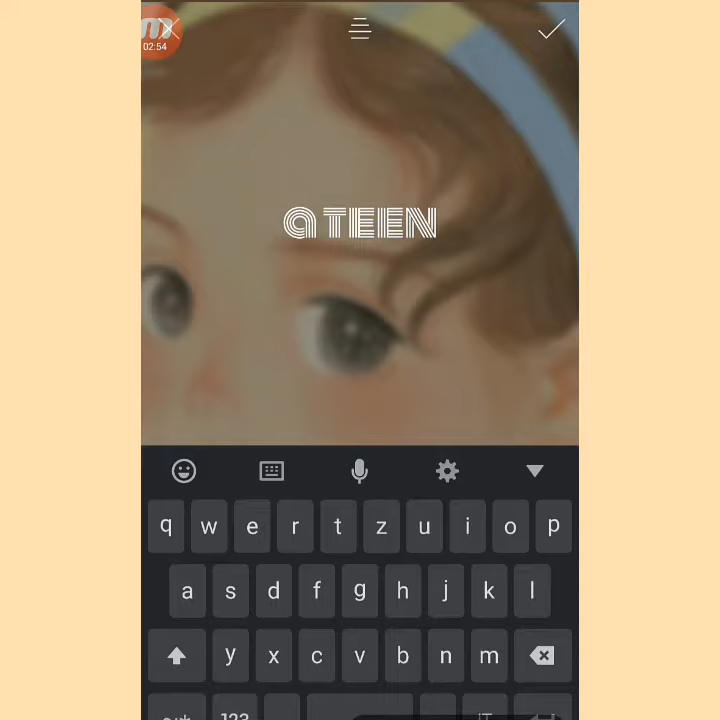 m
02:54
a TEEN
q w e r t z u i o p
a s d f g h j k l
y x c v b n m
123